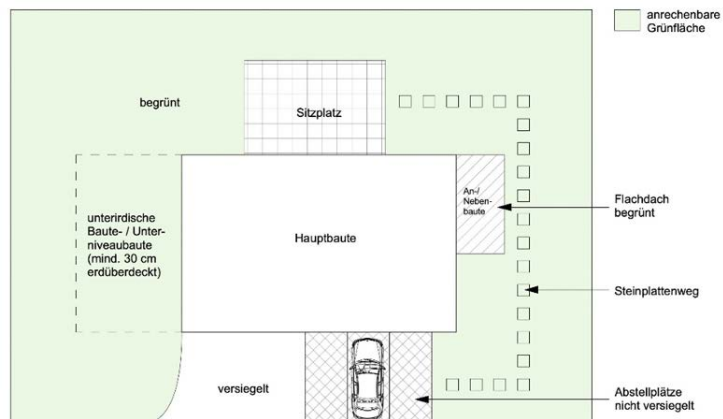 anrechenbare
Grünfläche
begrünt
Sitzplatz
An-/
Neben-
baute
Flachdach
begrünt
unterirdische
Baute- / Unter-
niveaubaute
(mind. 30 cm
erdüberdeckt)
Hauptbaute
Steinplattenweg
versiegelt
Abstellplätze
nicht versiegelt